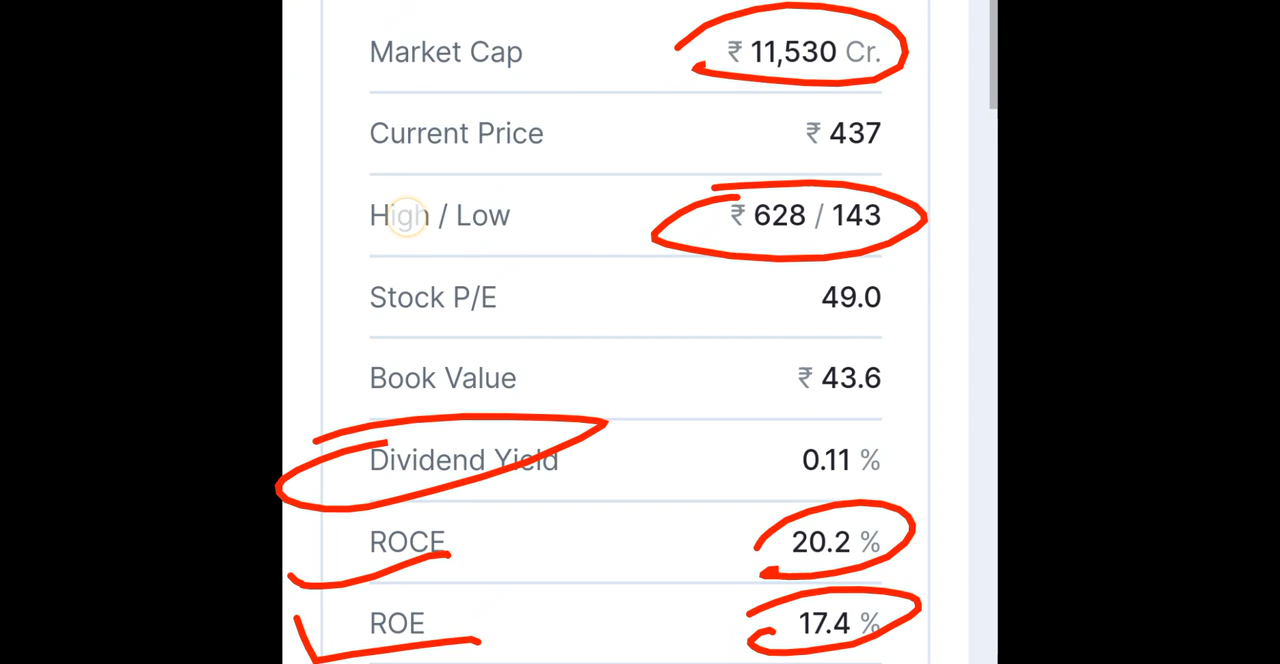 Market Cap ₹ 11,530 Cr.
Current Price ₹ 437
High / Low ₹ 628 / 143
Stock P/E 49.0
Book Value ₹ 43.6
Dividend Yield 0.11 %
ROCE 20.2 %
ROE 17.4 %